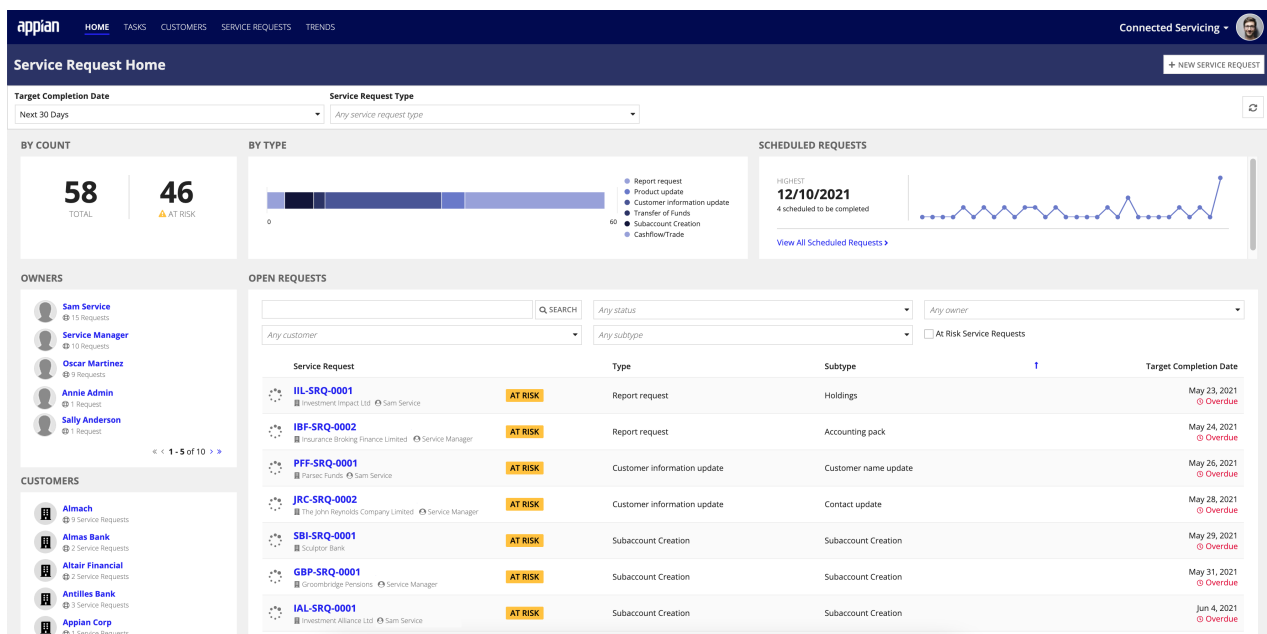 appian HOME TASKS CUSTOMERS SERVICE REQUESTS TRENDS Connected Servicing
Service Request Home + NEW SERVICE REQUEST
Target Completion Date Service Request Type
Next 30 Days Any service request type
BY COUNT BY TYPE SCHEDULED REQUESTS
58 46
TOTAL AT RISK
0 60
Report request
Product update
Customer information update
Transfer of Funds
Subaccount Creation
Cashflow/Trade
HIGHEST
12/10/2021
4 scheduled to be completed
View All Scheduled Requests
OWNERS
Sam Service
15 Requests
Service Manager
10 Requests
Oscar Martinez
9 Requests
Annie Admin
1 Request
Sally Anderson
1 Request
« < 1 - 5 of 10 > »
CUSTOMERS
Almach
9 Service Requests
Almas Bank
2 Service Requests
Altair Financial
2 Service Requests
Antilles Bank
3 Service Requests
Appian Corp
1 Service Requests
OPEN REQUESTS
SEARCH Any status Any owner
Any customer Any subtype At Risk Service Requests
Service Request Type Subtype ↑ Target Completion Date
IIL-SRQ-0001 AT RISK Report request Holdings May 23, 2021
Investment Impact Ltd Sam Service Overdue
IBF-SRQ-0002 AT RISK Report request Accounting pack May 24, 2021
Insurance Broking Finance Limited Service Manager Overdue
PFF-SRQ-0001 AT RISK Customer information update Customer name update May 26, 2021
Parsec Funds Sam Service Overdue
JRC-SRQ-0002 AT RISK Customer information update Contact update May 28, 2021
The John Reynolds Company Limited Service Manager Overdue
SBI-SRQ-0001 AT RISK Subaccount Creation Subaccount Creation May 29, 2021
Sculptor Bank Overdue
GBP-SRQ-0001 AT RISK Subaccount Creation Subaccount Creation May 31, 2021
Groombridge Pensions Service Manager Overdue
IAL-SRQ-0001 AT RISK Subaccount Creation Subaccount Creation Jun 4, 2021
Investment Alliance Ltd Sam Service Overdue